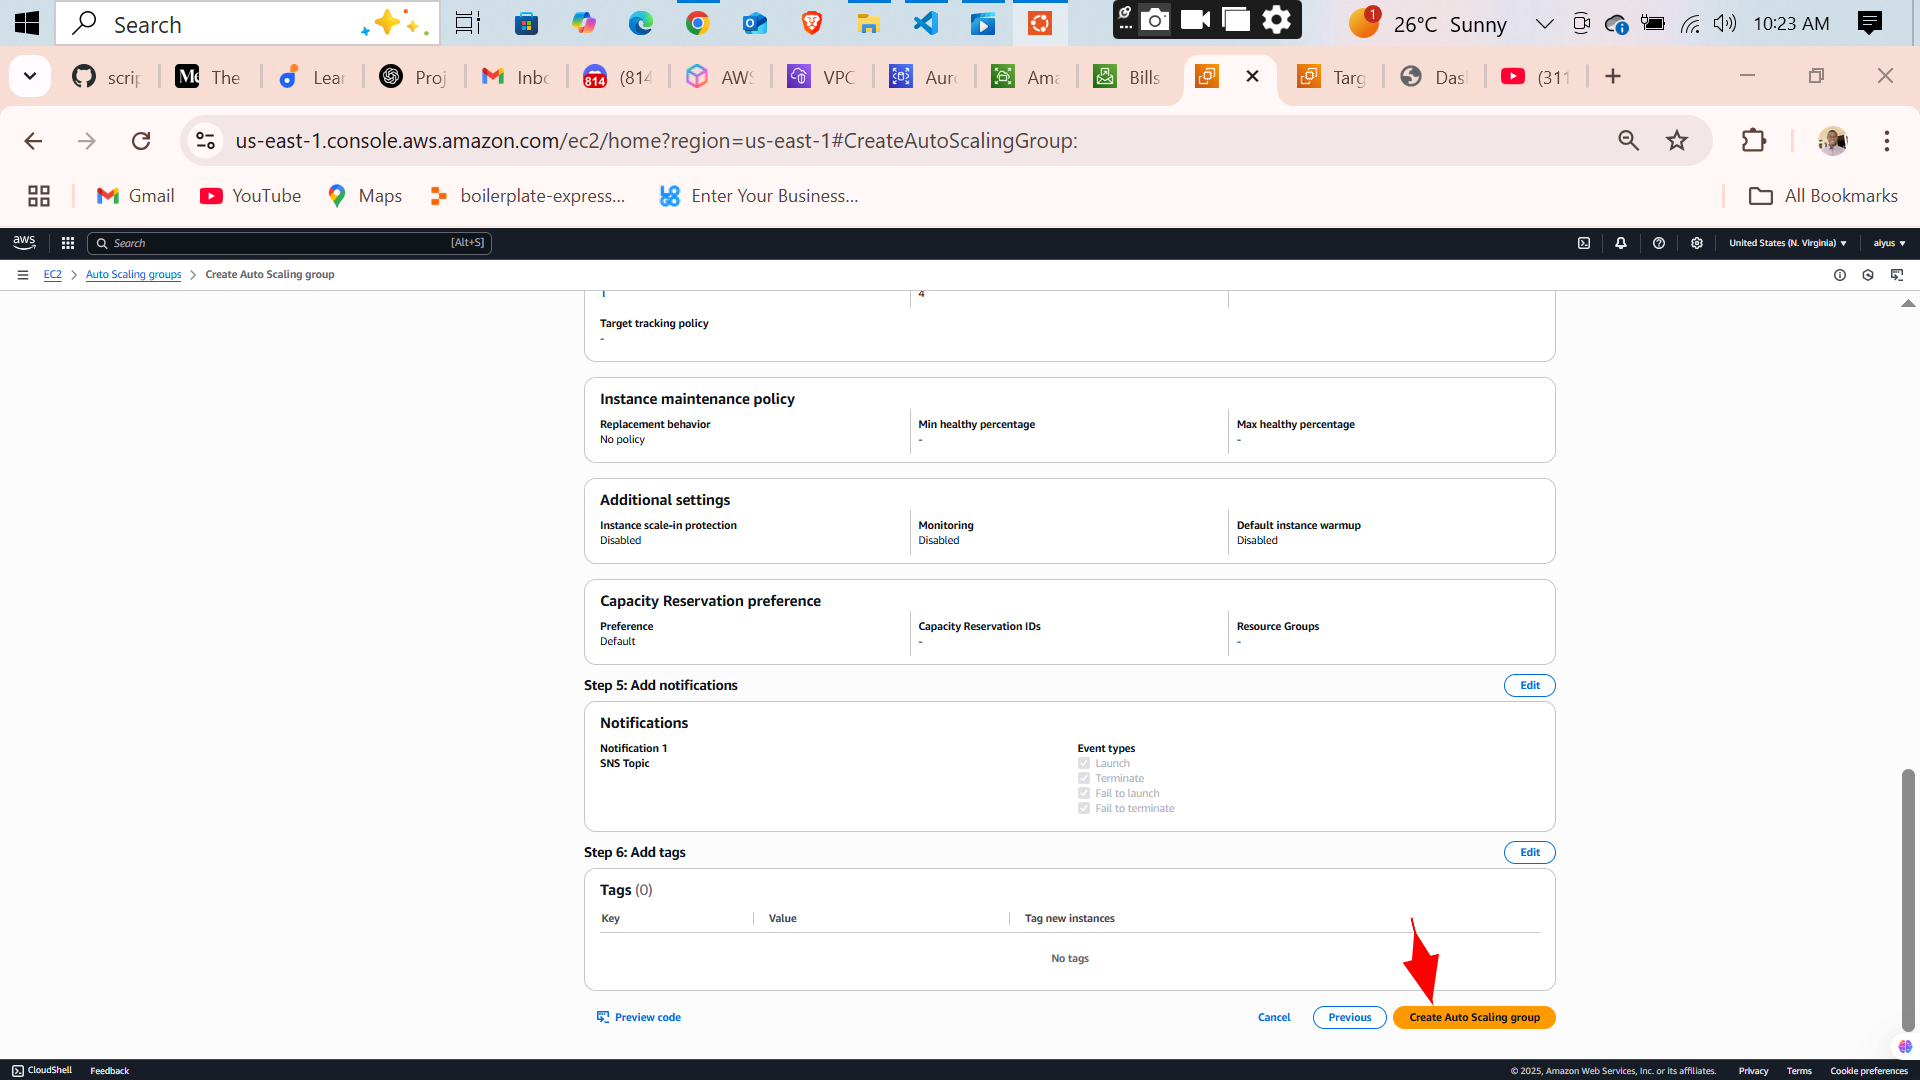 Search
1
26°C Sunny
10:23 AM
scrip
Me The
Lear
Proj
Inbo
814 (814
AWS
VPC
Auro
Ama
Bills
Targ
Das
(311
us-east-1.console.aws.amazon.com/ec2/home?region=us-east-1#CreateAutoScalingGroup:
Gmail YouTube Maps boilerplate-express... Enter Your Business... All Bookmarks
aws Search [Alt+S] United States (N. Virginia) aiyus
EC2 Auto Scaling groups Create Auto Scaling group
1 4
Target tracking policy
-
Instance maintenance policy
Replacement behavior Min healthy percentage Max healthy percentage
No policy - -
Additional settings
Instance scale-in protection Monitoring Default instance warmup
Disabled Disabled Disabled
Capacity Reservation preference
Preference Capacity Reservation IDs Resource Groups
Default - -
Step 5: Add notifications Edit
Notifications
Notification 1 Event types
SNS Topic Launch
Terminate
Fail to launch
Fail to terminate
Step 6: Add tags Edit
Tags (0)
Key Value Tag new instances
No tags
Preview code Cancel Previous Create Auto Scaling group
CloudShell Feedback © 2025, Amazon Web Services, Inc. or its affiliates. Privacy Terms Cookie preferences